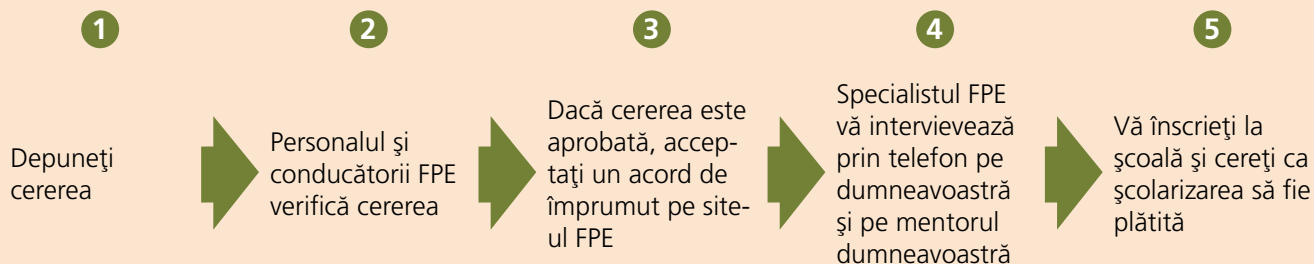 1
2
3
4
5
Depuneţi
cererea
Personalul şi
conducătorii FPE
verifică cererea
Dacă cererea este
aprobată, accep-
taţi un acord de
împrumut pe site-
ul FPE
Specialistul FPE
vă intervievează
prin telefon pe
dumneavoastră
şi pe mentorul
dumneavoastră
Vă înscrieţi la
şcoală şi cereţi ca
şcolarizarea să fie
plătită